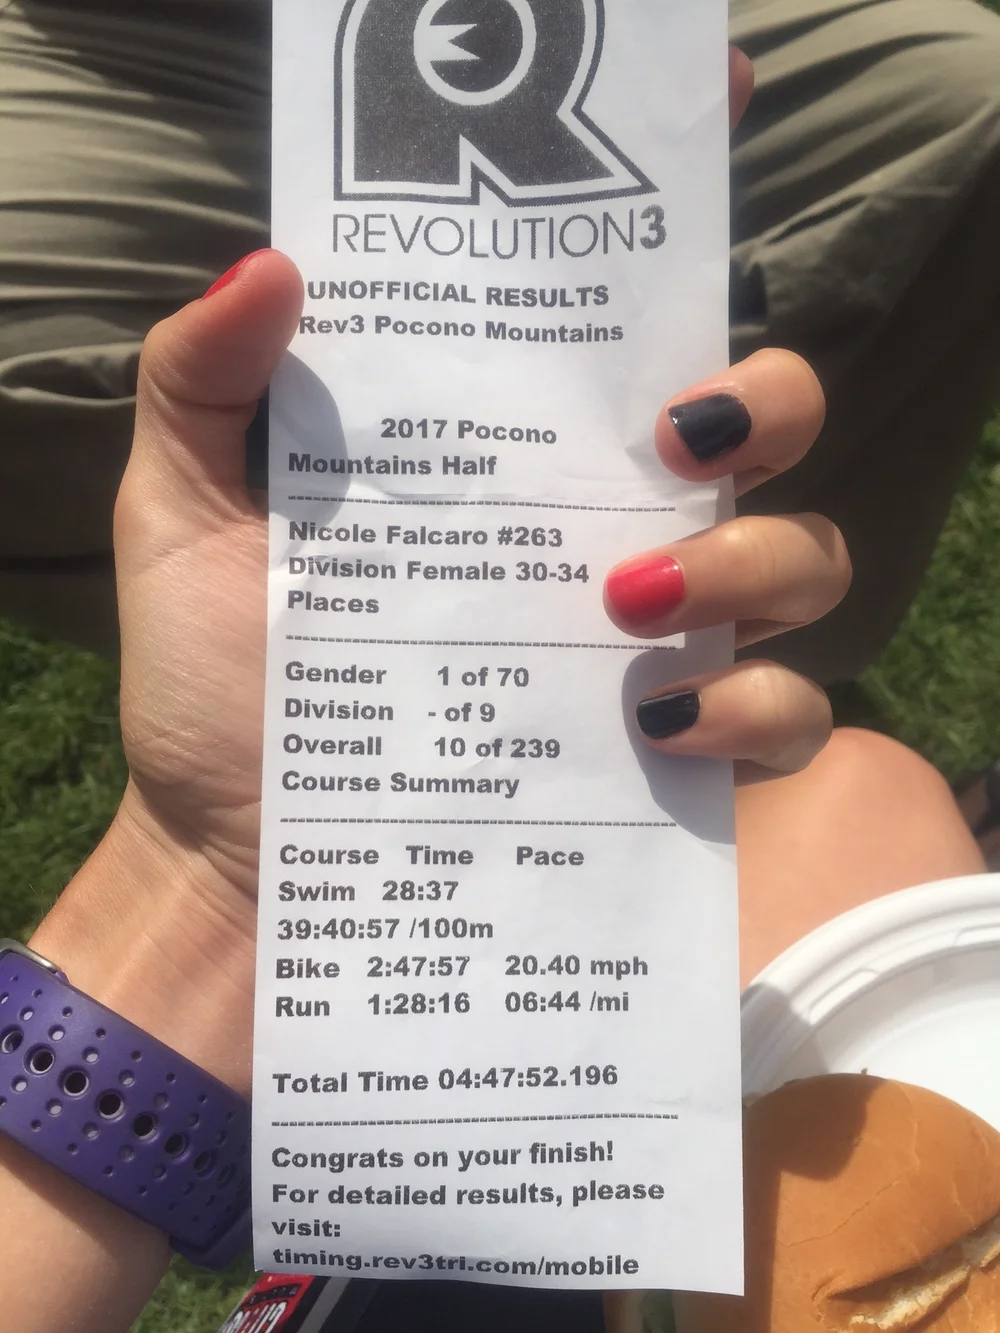 R
REVOLUTION3
UNOFFICIAL RESULTS
Rev3 Pocono Mountains
2017 Pocono
Mountains Half
Nicole Falcaro #263
Division Female 30-34
Places
Gender 1 of 70
Division - of 9
Overall 10 of 239
Course Summary
Course Time Pace
Swim 28:37
39:40:57 /100m
Bike 2:47:57 20.40 mph
Run 1:28:16 06:44 /mi
Total Time 04:47:52.196
Congrats on your finish!
For detailed results, please
visit:
timing.rev3tri.com/mobile